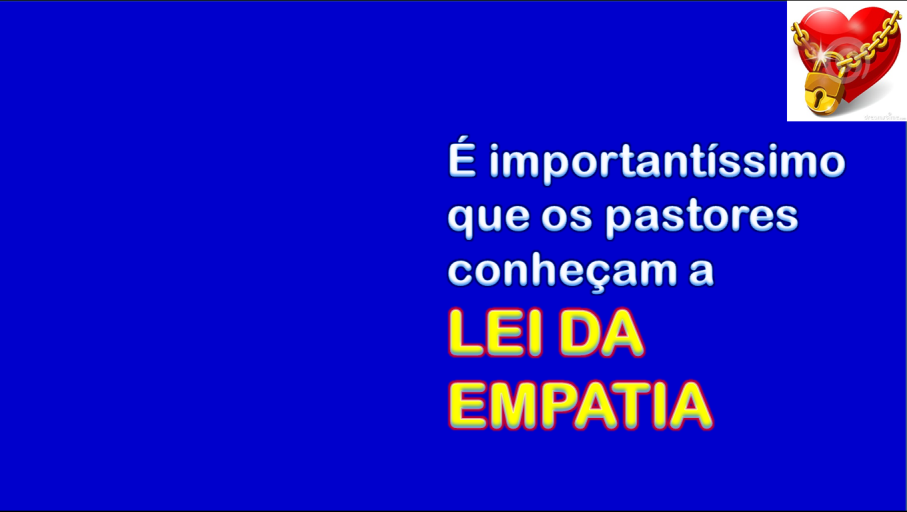 É importantíssimo
que os pastores
conheçam a
LEI DA
EMPATIA